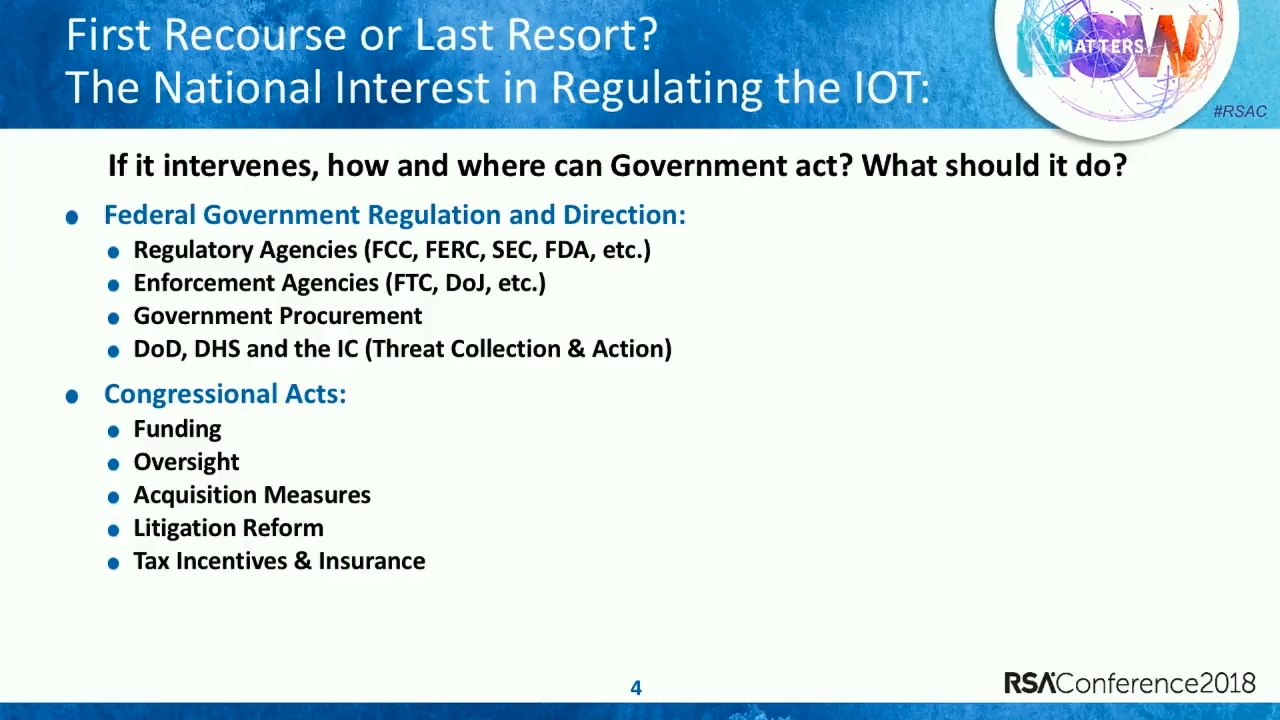 First Recourse or Last Resort?
The National Interest in Regulating the IOT:
NOW
MATTERS
#RSAC
If it intervenes, how and where can Government act? What should it do?
Federal Government Regulation and Direction:
Regulatory Agencies (FCC, FERC, SEC, FDA, etc.)
Enforcement Agencies (FTC, DoJ, etc.)
Government Procurement
DoD, DHS and the IC (Threat Collection & Action)
Congressional Acts:
Funding
Oversight
Acquisition Measures
Litigation Reform
Tax Incentives & Insurance
4
RSAConference2018